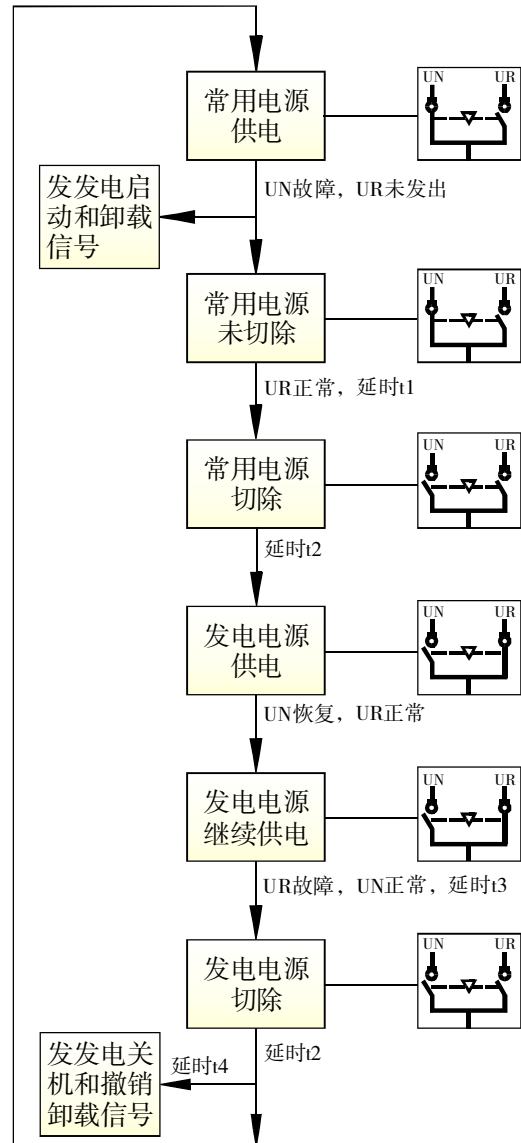 常用电源
供电
UN UR
UN故障，UR未发出
发发电启
动和卸载
信号
常用电源
未切除
UN UR
UR正常，延时t1
常用电源
切除
UN UR
延时t2
发电电源
供电
UN UR
UN恢复，UR正常
发电电源
继续供电
UN UR
UR故障，UN正常，延时t3
发电电源
切除
UN UR
延时t2
延时t4
发发电关
机和撤销
卸载信号